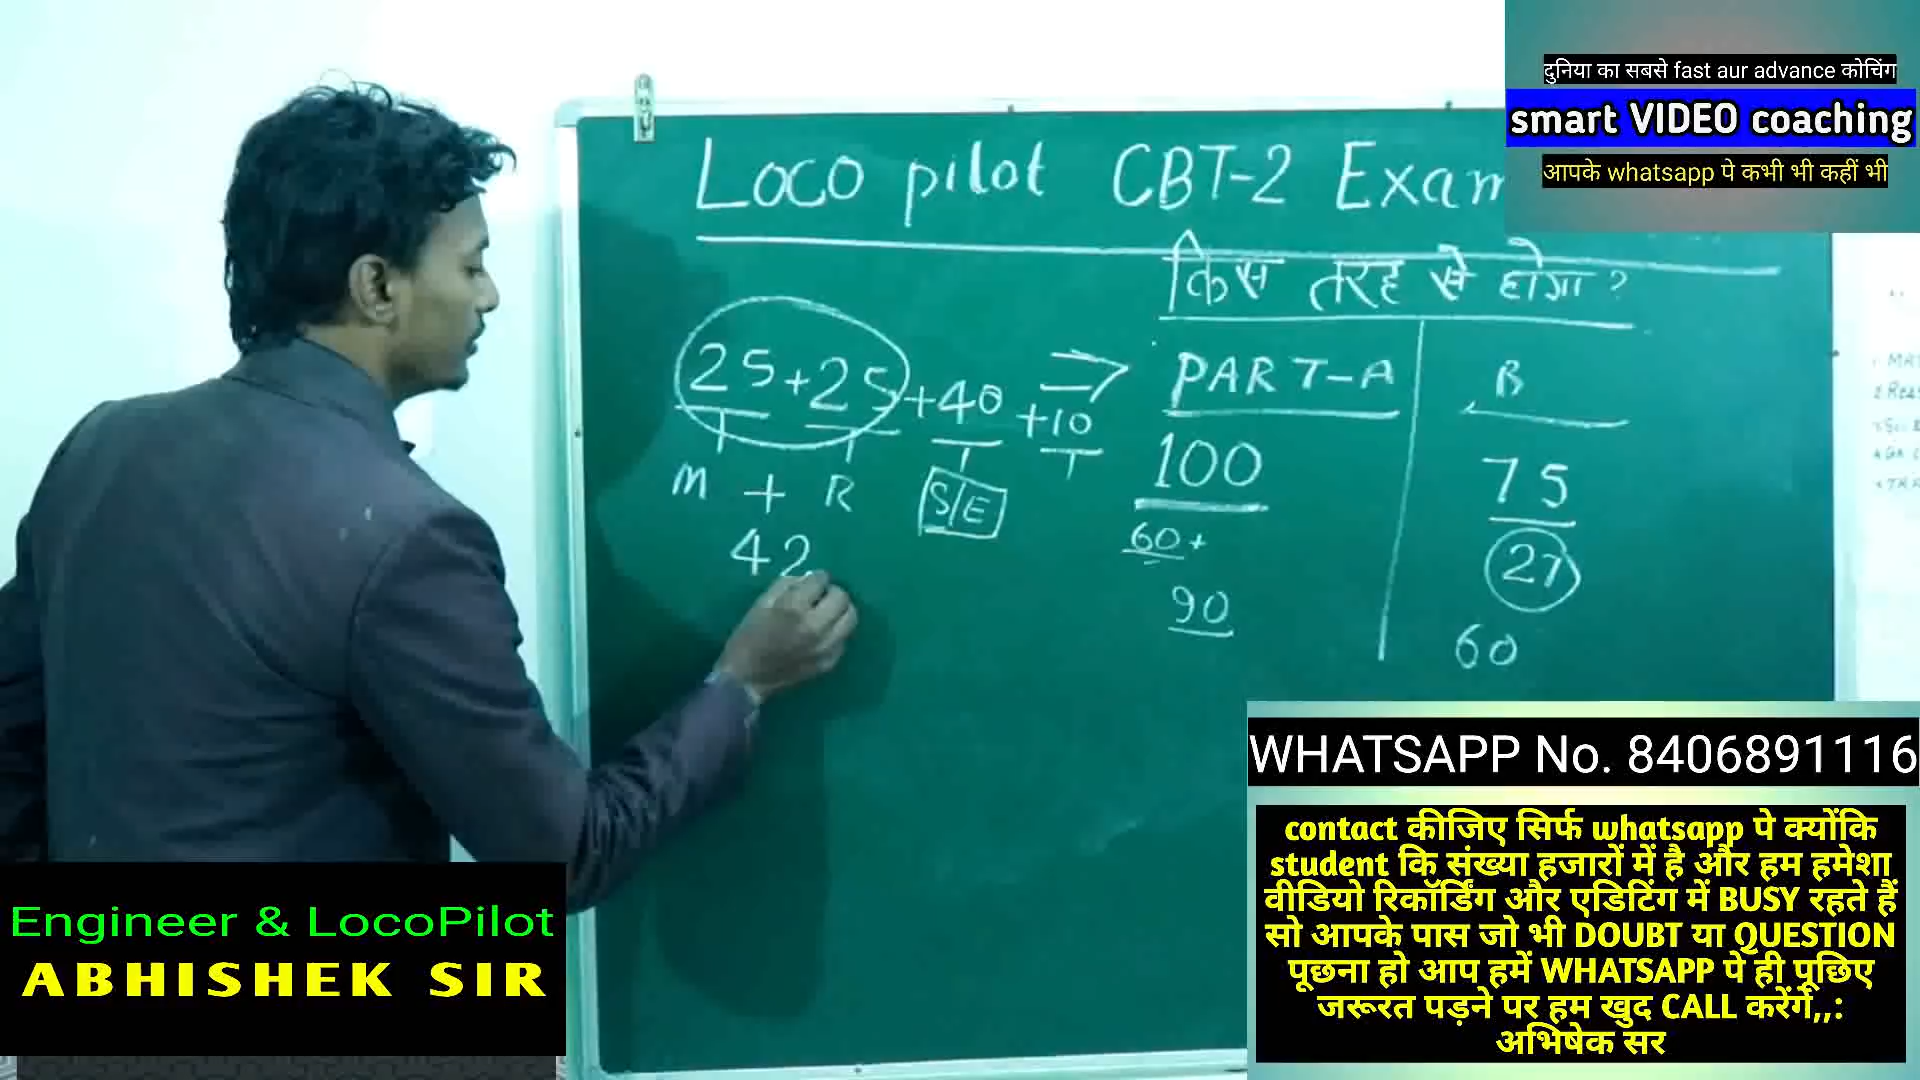 दुनिया का सबसे fast aur advance कोचिंग
smart VIDEO coaching
आपके whatsapp पे कभी भी कहीं भी
Loco pilot CBT-2 Exam
किस तरह से होगा ?
25+25+40+10 => PART-A B
M + R S/E 100 75
42 60+ 27
90 60
WHATSAPP No. 8406891116
contact कीजिए सिर्फ whatsapp पे क्योंकि
student कि संख्या हजारों में है और हम हमेशा
वीडियो रिकॉर्डिंग और एडिटिंग में BUSY रहते हैं
सो आपके पास जो भी DOUBT या QUESTION
पूछना हो आप हमें WHATSAPP पे ही पूछिए
जरूरत पड़ने पर हम खुद CALL करेंगे,,:
अभिषेक सर
Engineer & LocoPilot
ABHISHEK SIR